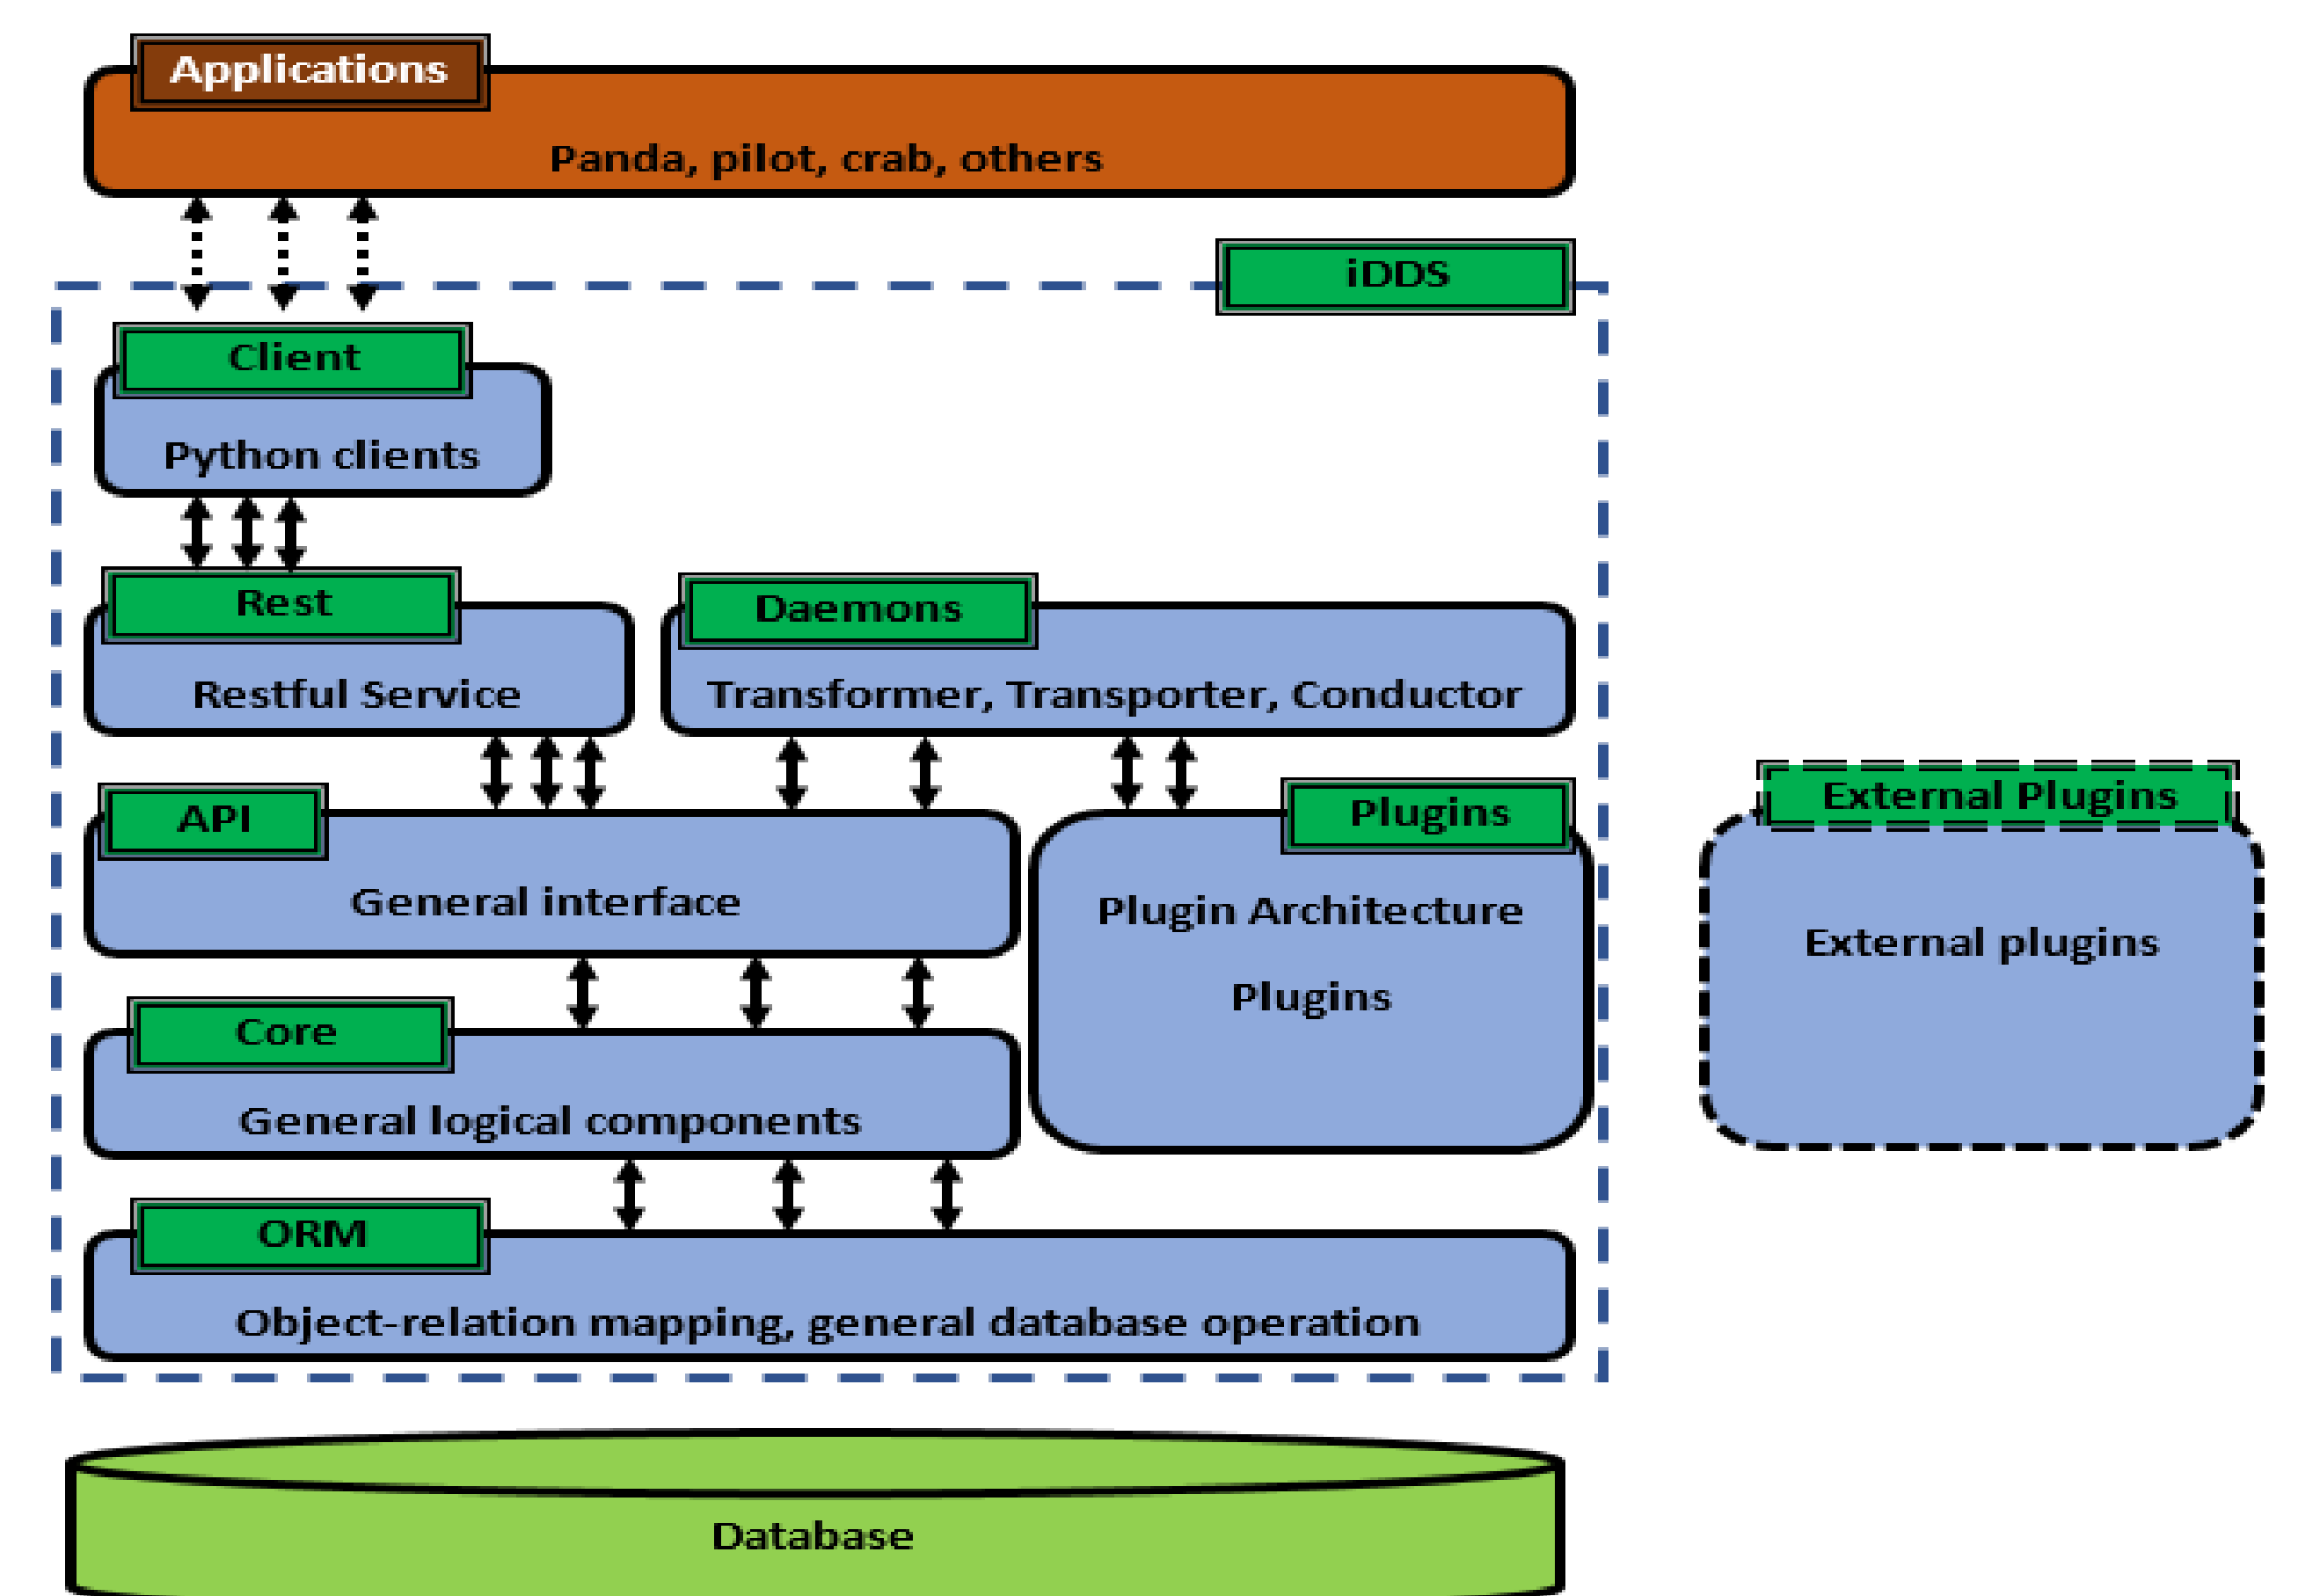 Applications
Panda, pilot, crab, others
iDDS
Client
Python clients
Rest
Restful Service
Daemons
Transformer, Transporter, Conductor
API
General interface
Plugins
Plugin Architecture
Plugins
External Plugins
External plugins
Core
General logical components
ORM
Object-relation mapping, general database operation
Database